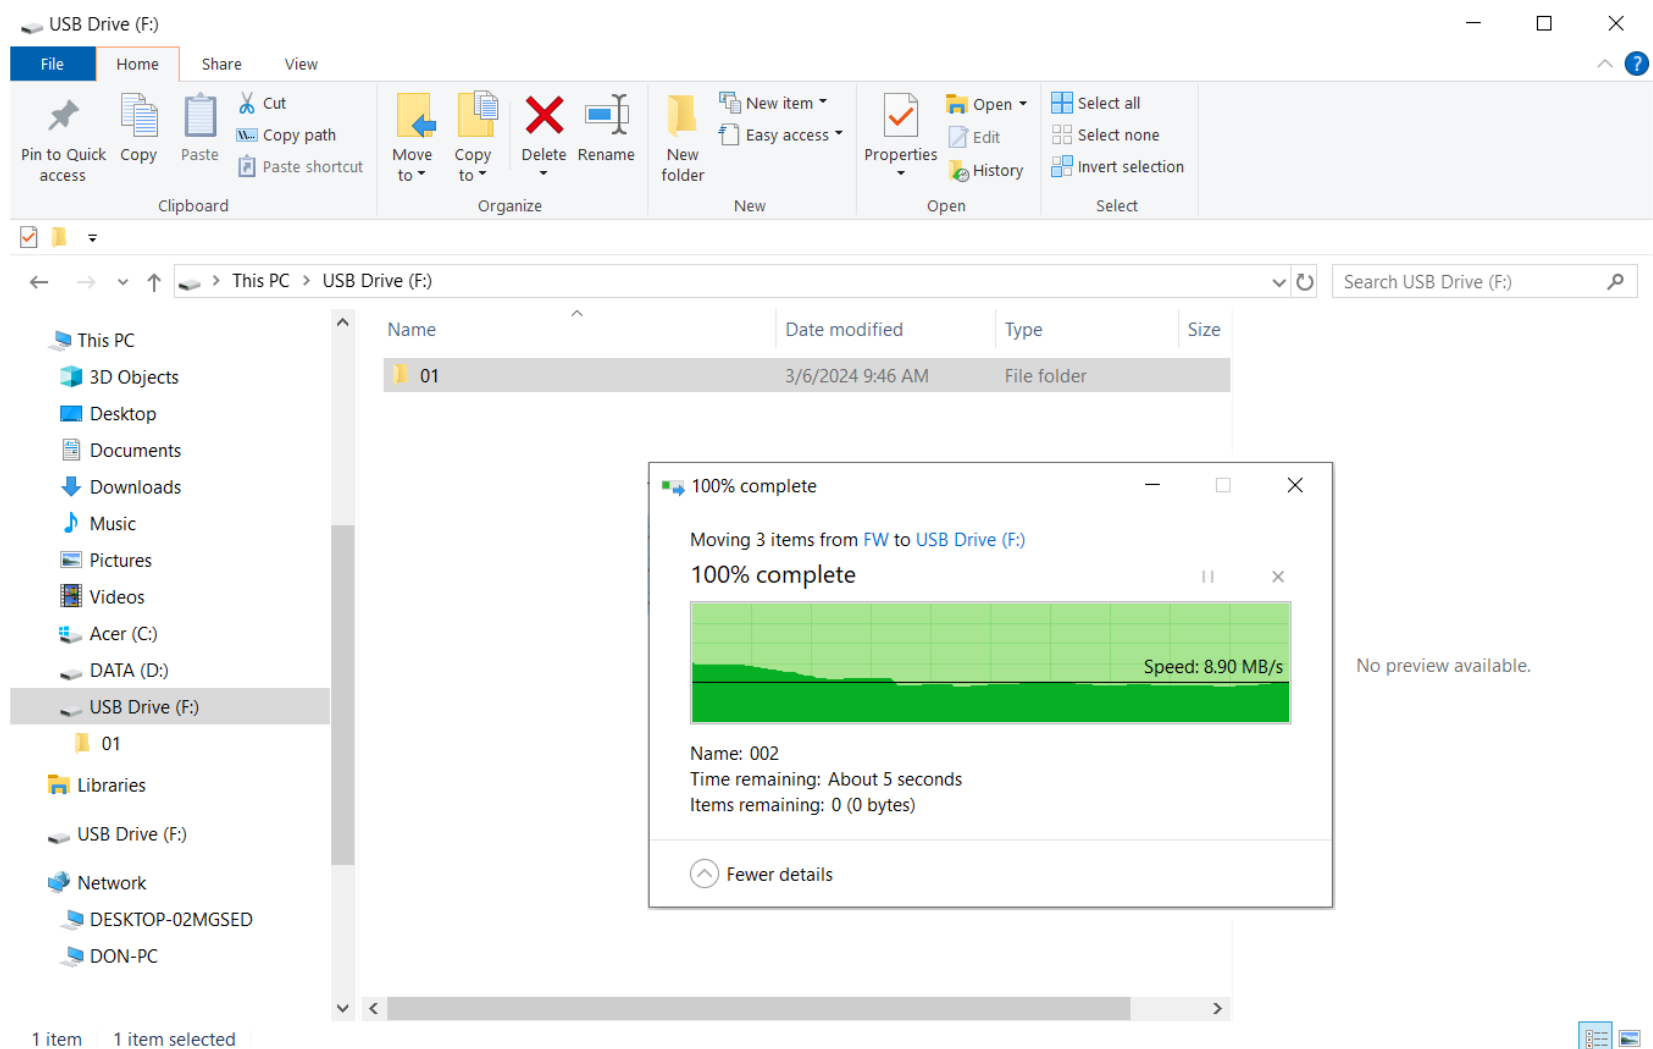 USB Drive (F:)
File Home Share View
Pin to Quick access
Copy
Paste
Cut
Copy path
Paste shortcut
Clipboard
Move to
Copy to
Delete
Rename
Organize
New folder
New item
Easy access
New
Properties
Open
Edit
History
Open
Select all
Select none
Invert selection
Select
This PC > USB Drive (F:)
Search USB Drive (F:)
This PC
3D Objects
Desktop
Documents
Downloads
Music
Pictures
Videos
Acer (C:)
DATA (D:)
USB Drive (F:)
01
Libraries
USB Drive (F:)
Network
DESKTOP-02MGSED
DON-PC
Name Date modified Type Size
01 3/6/2024 9:46 AM File folder
100% complete
Moving 3 items from FW to USB Drive (F:)
100% complete
Speed: 8.90 MB/s
Name: 002
Time remaining: About 5 seconds
Items remaining: 0 (0 bytes)
Fewer details
No preview available.
1 item 1 item selected